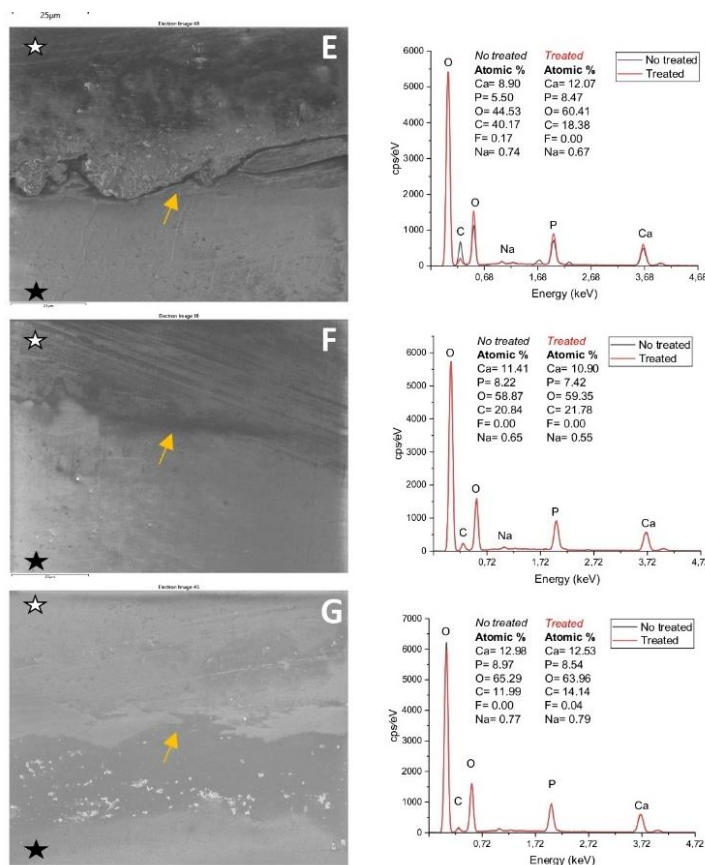 25µm
Electron Image 49
E
25µm
6000
5000
4000
3000
2000
1000
0
cps/eV
O
C
O
Na
P
Ca
No treated Treated
Atomic % Atomic %
Ca= 8.90 Ca= 12.07
P= 5.50 P= 8.47
O= 44.53 O= 60.41
C= 40.17 C= 18.38
F= 0.17 F= 0.00
Na= 0.74 Na= 0.67
No treated
Treated
0,68 1,68 2,68 3,68 4,68
Energy (keV)
F
6000
5000
4000
3000
2000
1000
0
cps/eV
O
C
O
Na
P
Ca
No treated Treated
Atomic % Atomic %
Ca= 11.41 Ca= 10.90
P= 8.22 P= 7.42
O= 58.87 O= 59.35
C= 20.84 C= 21.78
F= 0.00 F= 0.00
Na= 0.65 Na= 0.55
No treated
Treated
0,72 1,72 2,72 3,72 4,72
Energy (keV)
G
7000
6000
5000
4000
3000
2000
1000
0
cps/eV
O
C
O
P
Ca
No treated Treated
Atomic % Atomic %
Ca= 12.98 Ca= 12.53
P= 8.97 P= 8.54
O= 65.29 O= 63.96
C= 11.99 C= 14.14
F= 0.00 F= 0.04
Na= 0.77 Na= 0.79
No treated
Treated
0,72 1,72 2,72 3,72 4,72
Energy (keV)